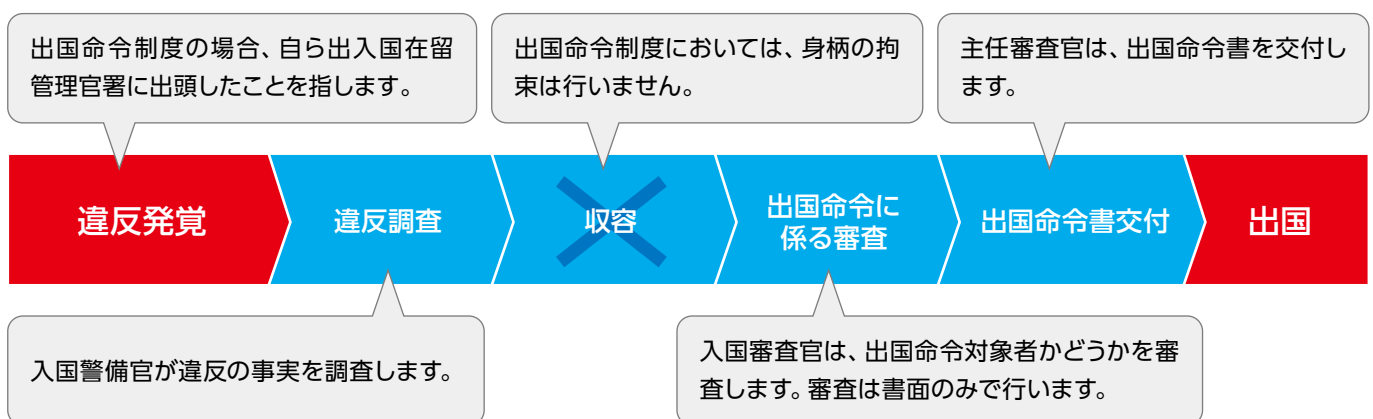 出国命令制度の場合、自ら出入国在留
管理官署に出頭したことを指します。
出国命令制度においては、身柄の拘
束は行いません。
主任審査官は、出国命令書を交付し
ます。
違反発覚
違反調査
収容
出国命令に
係る審査
出国命令書交付
出国
入国警備官が違反の事実を調査します。
入国審査官は、出国命令対象者かどうかを審
査します。審査は書面のみで行います。